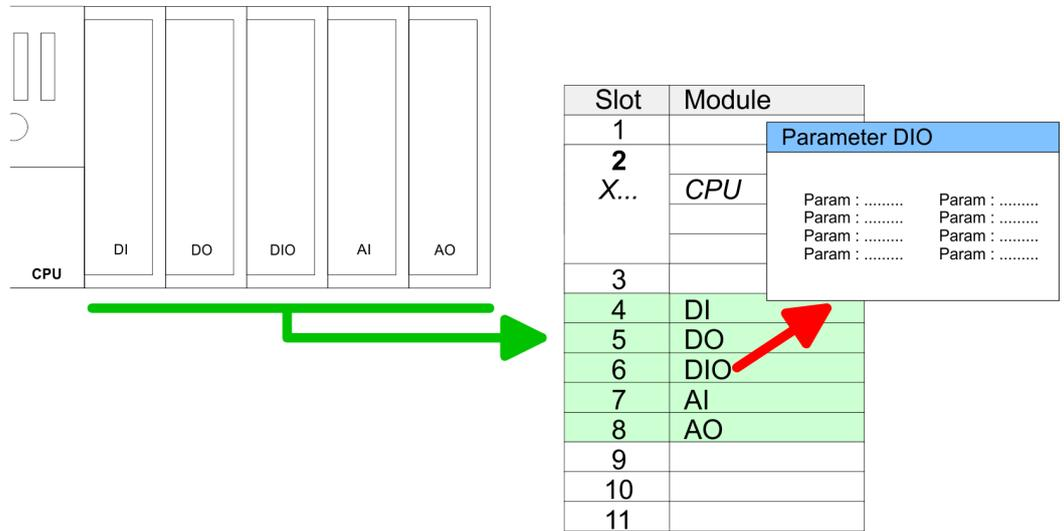 DI DO DIO AI AO
CPU
Slot Module
1
2
X... CPU
3
4 DI
5 DO
6 DIO
7 AI
8 AO
9
10
11
Parameter DIO
Param : ......... Param : .........
Param : ......... Param : .........
Param : ......... Param : .........
Param : ......... Param : .........